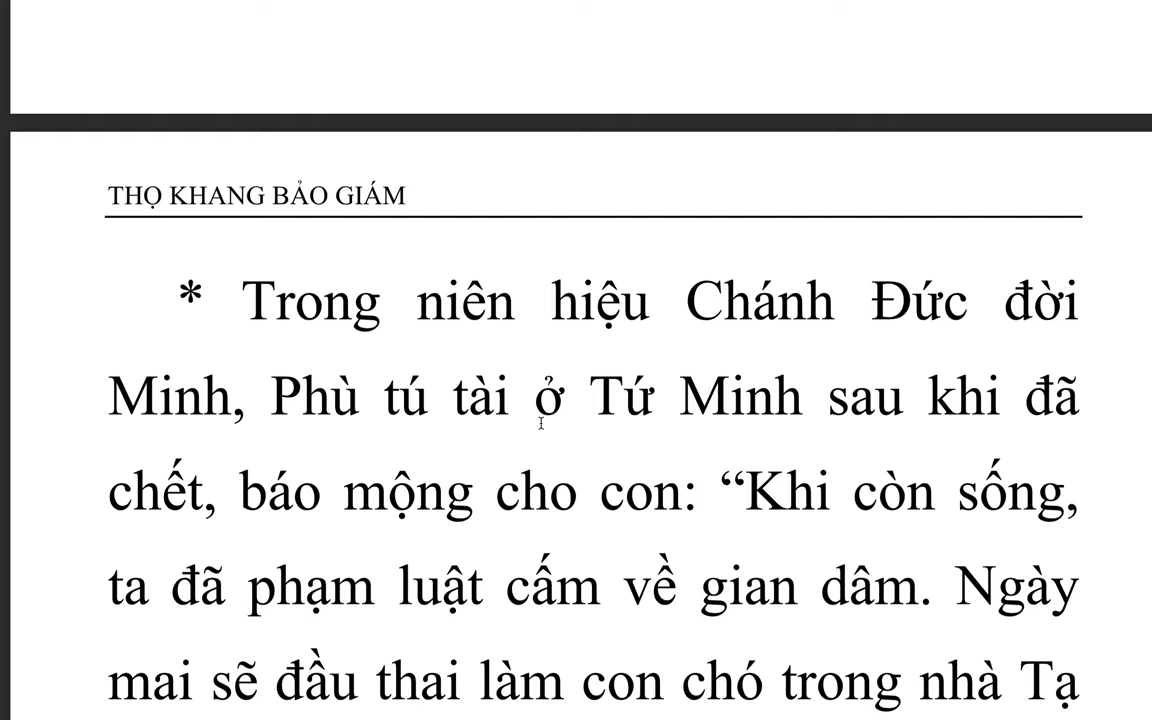 THỌ KHANG BẢO GIÁM
* Trong niên hiệu Chánh Đức đời
Minh, Phù tú tài ở Tứ Minh sau khi đã
chết, báo mộng cho con: “Khi còn sống,
ta đã phạm luật cấm về gian dâm. Ngày
mai sẽ đầu thai làm con chó trong nhà Tạ